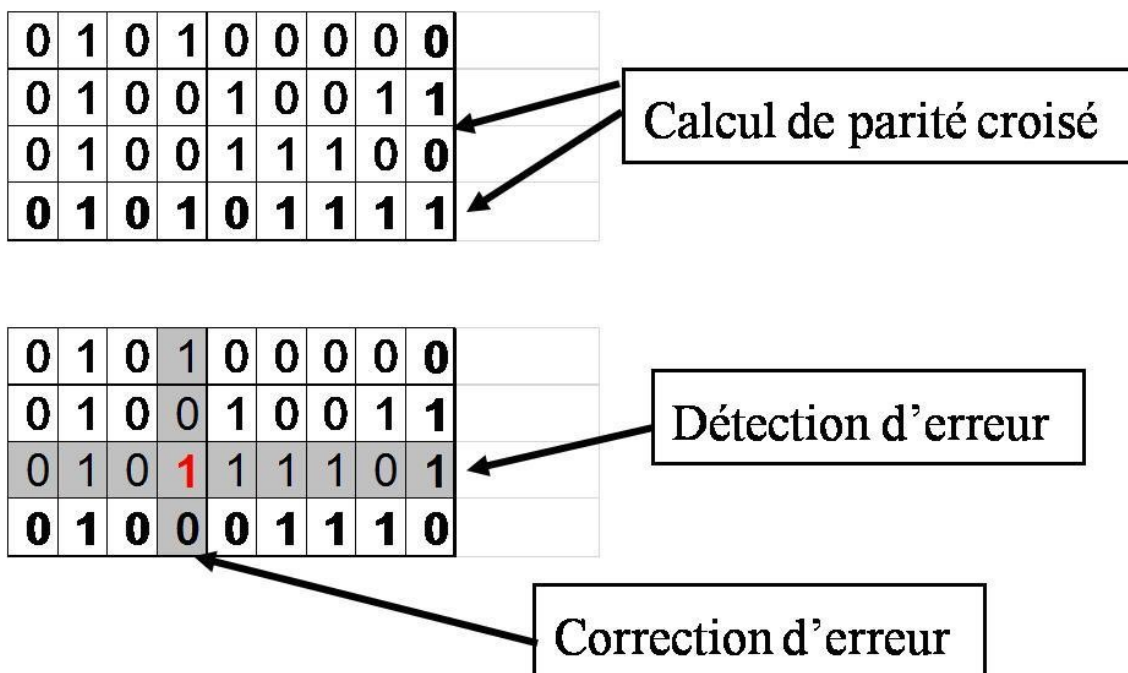 0 1 0 1 0 0 0 0 0
0 1 0 0 1 0 0 1 1
0 1 0 0 1 1 1 0 0
0 1 0 1 0 1 1 1 1
Calcul de parité croisé
0 1 0 1 0 0 0 0 0
0 1 0 0 1 0 0 1 1
0 1 0 1 1 1 1 0 1
0 1 0 0 0 1 1 1 0
Détection d’erreur
Correction d’erreur